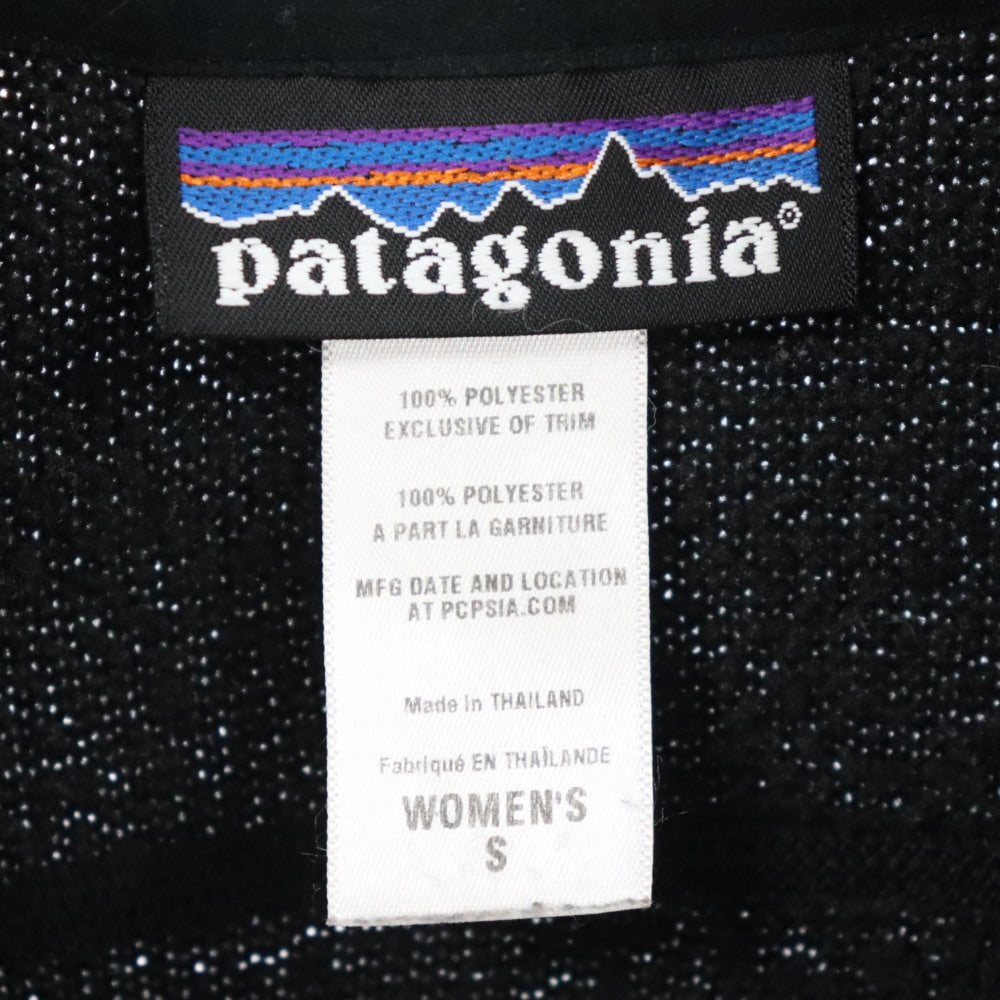 patagonia®
100% POLYESTER
EXCLUSIVE OF TRIM
100% POLYESTER
A PART LA GARNITURE
MFG DATE AND LOCATION
AT PCPSIA.COM
Made in THAILAND
Fabriqué EN THAÏLANDE
WOMEN'S
S